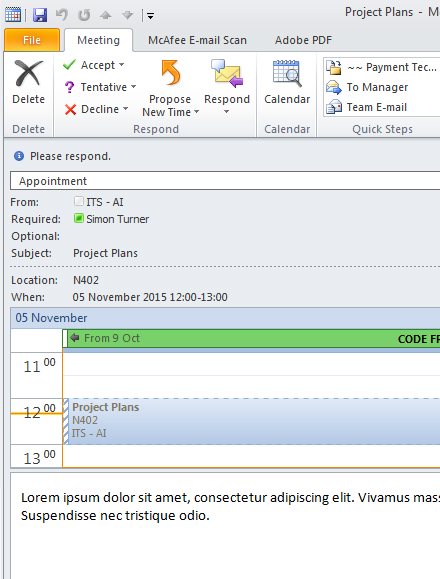 Project Plans - M
File Meeting McAfee E-mail Scan Adobe PDF
Delete
Accept
Tentative
Decline
Propose
New Time
Respond
Calendar
~~ Payment Tec...
To Manager
Team E-mail
Delete Respond Calendar Quick Steps
Please respond.
Appointment
From: ITS - AI
Required: Simon Turner
Optional:
Subject: Project Plans
Location: N402
When: 05 November 2015 12:00-13:00
05 November
From 9 Oct CODE FR
11 00
12 00
Project Plans
N402
ITS - AI
13 00
Lorem ipsum dolor sit amet, consectetur adipiscing elit. Vivamus mass
Suspendisse nec tristique odio.